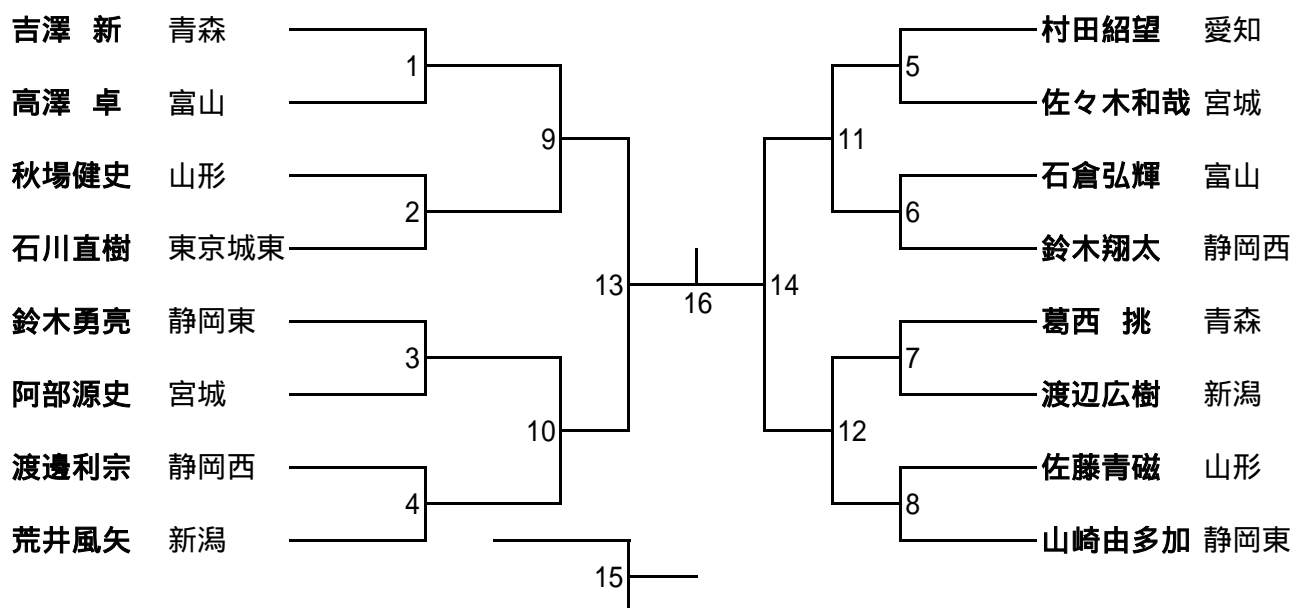 吉澤 新 青森
1
高澤 卓 富山
9
秋場健史 山形
2
石川直樹 東京城東
13
鈴木勇亮 静岡東
3
阿部源史 宮城
10
渡邊利宗 静岡西
4
荒井風矢 新潟
15
16
村田紹望 愛知
5
佐々木和哉 宮城
11
石倉弘輝 富山
6
鈴木翔太 静岡西
14
葛西 挑 青森
7
渡辺広樹 新潟
12
佐藤青磁 山形
8
山崎由多加 静岡東